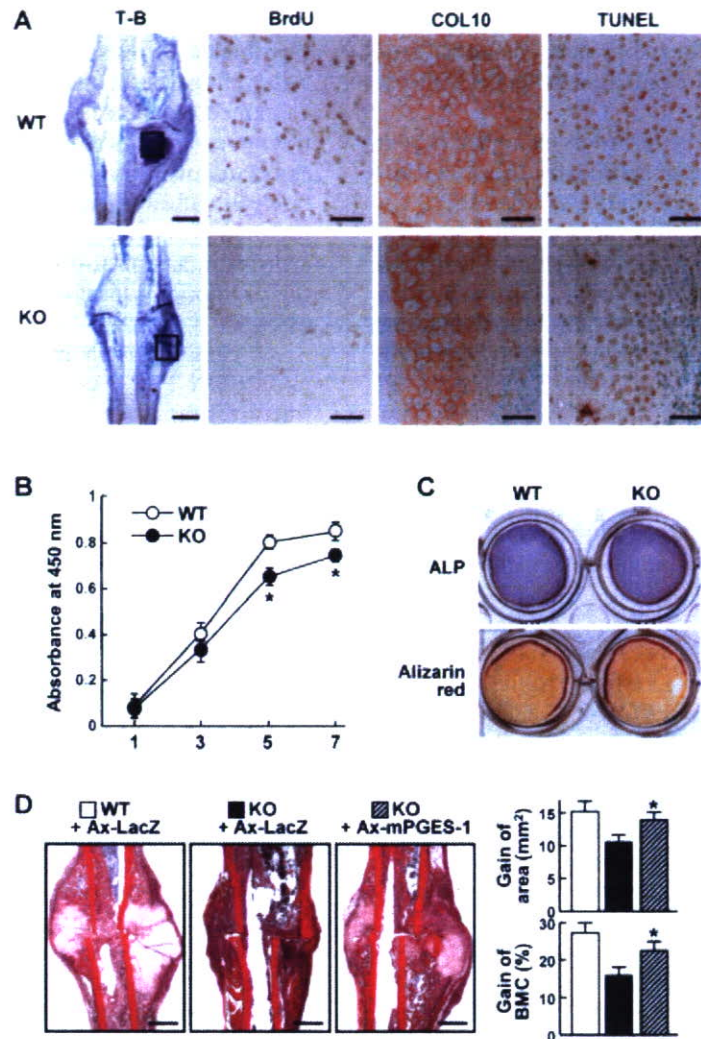 A
T-B BrdU COL10 TUNEL
WT
KO
B
1
0.8
0.6
0.4
0.2
0
Absorbance at 450 nm
WT
KO
*
*
1 3 5 7
C
WT KO
ALP
Alizarin
red
D
WT KO KO
+ Ax-LacZ + Ax-LacZ + Ax-mPGES-1
Gain of
area (mm²)
15
10
5
0
*
Gain of
BMC (%)
30
20
10
0
*